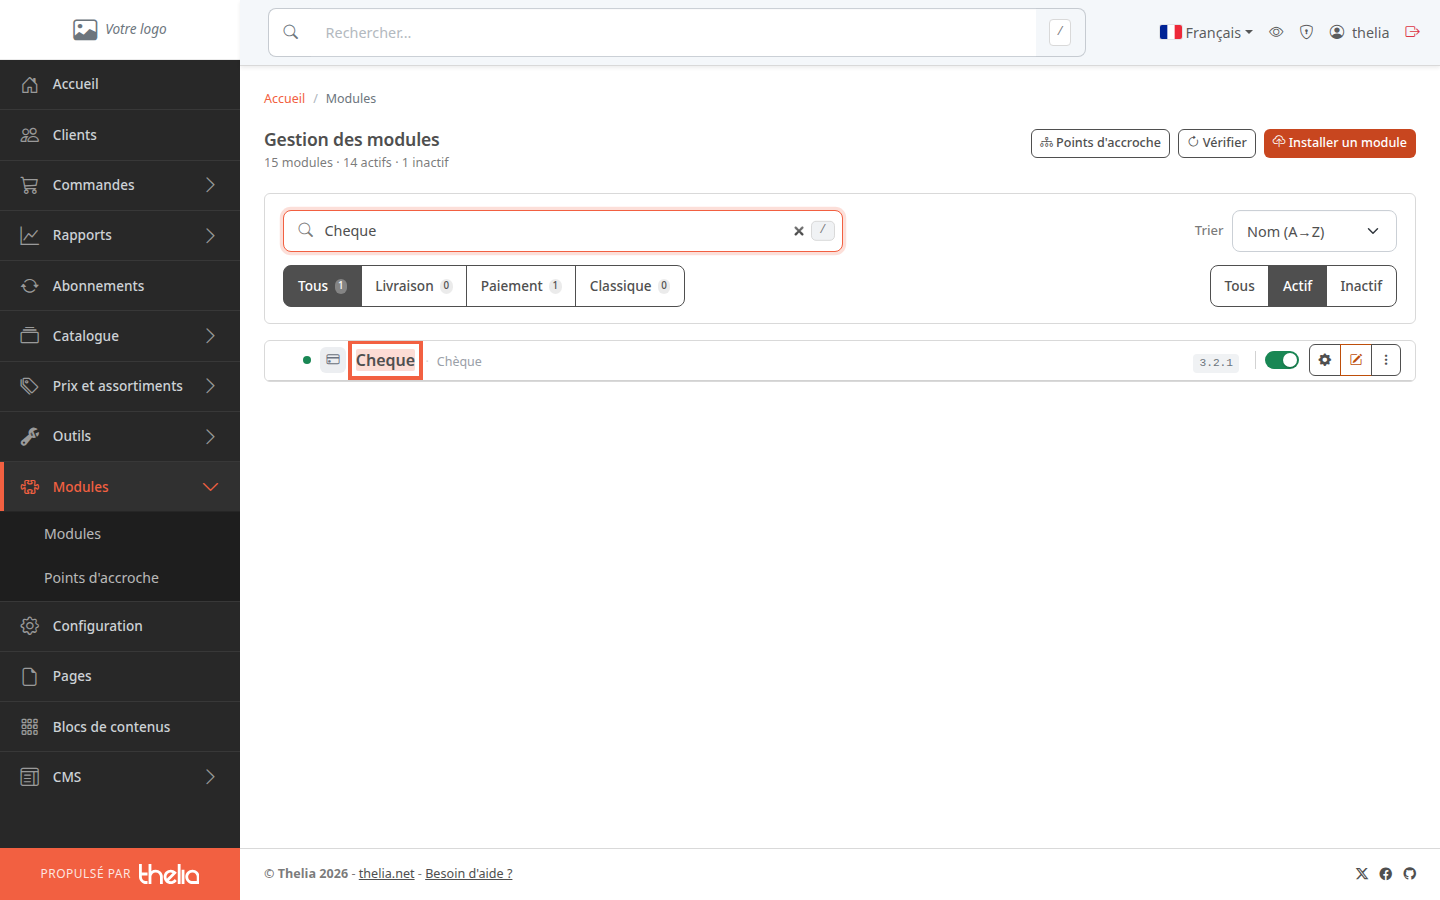 Votre logo
Rechercher...
/
Français
thelia
Accueil
Clients
Commandes
Rapports
Abonnements
Catalogue
Prix et assortiments
Outils
Modules
Modules
Points d'accroche
Configuration
Pages
Blocs de contenus
CMS
PROPULSÉ PAR thelia
Accueil / Modules
Gestion des modules
15 modules · 14 actifs · 1 inactif
Points d'accroche
Vérifier
Installer un module
Cheque
/
Trier
Nom (A→Z)
Tous 1
Livraison 0
Paiement 1
Classique 0
Tous
Actif
Inactif
Cheque · Chèque
3.2.1
© Thelia 2026 - thelia.net - Besoin d'aide ?